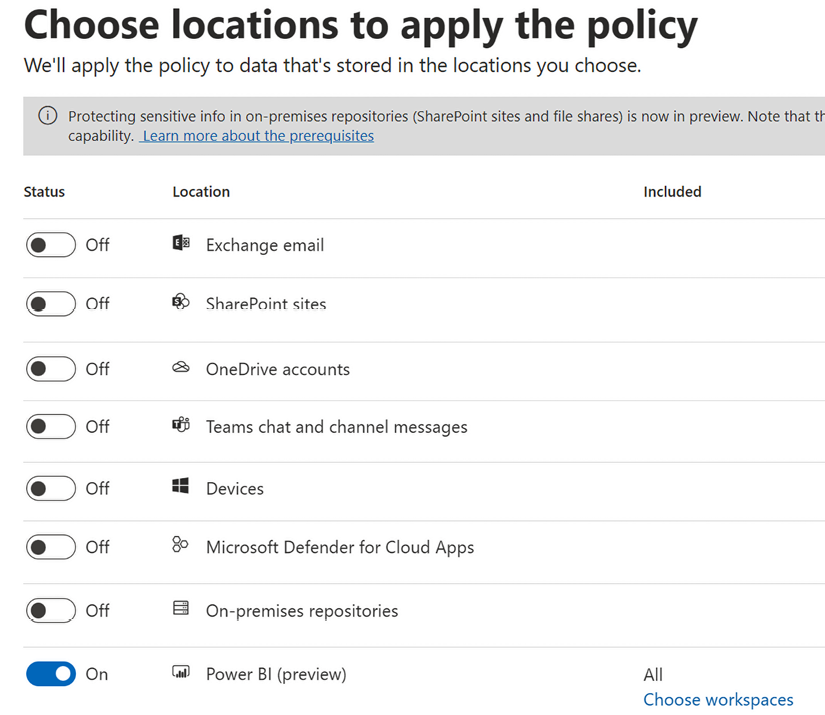 Choose locations to apply the policy
We'll apply the policy to data that's stored in the locations you choose.
Protecting sensitive info in on-premises repositories (SharePoint sites and file shares) is now in preview. Note that
capability. Learn more about the prerequisites
Status Location Included
Off Exchange email
Off SharePoint sites
Off OneDrive accounts
Off Teams chat and channel messages
Off Devices
Off Microsoft Defender for Cloud Apps
Off On-premises repositories
On Power BI (preview) All
Choose workspaces